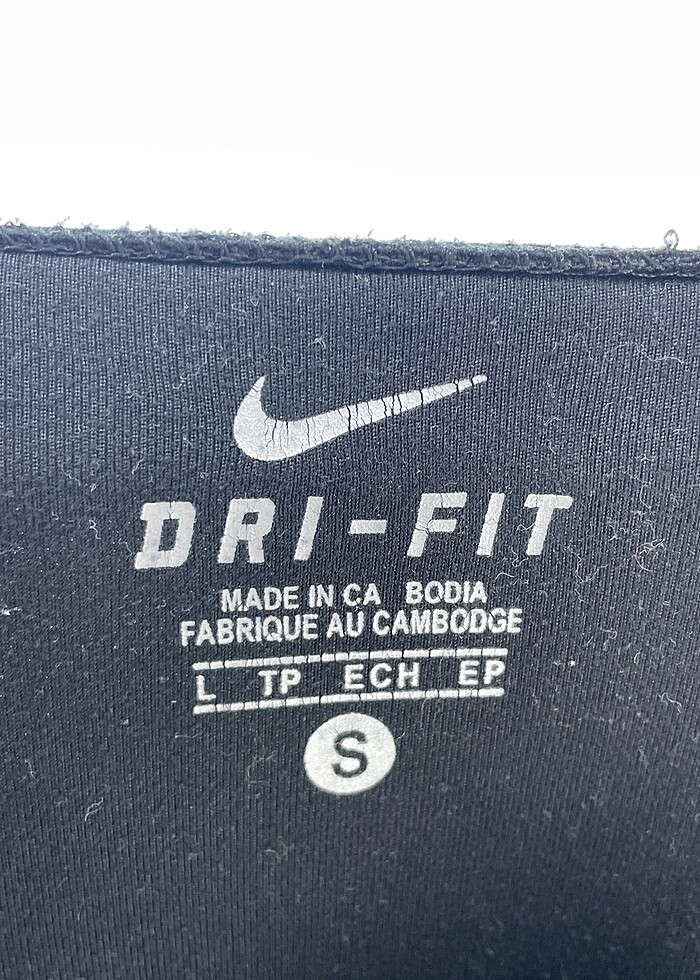 DRI-FIT
MADE IN CA BODIA
FABRIQUE AU CAMBODGE
L TP ECH EP
S